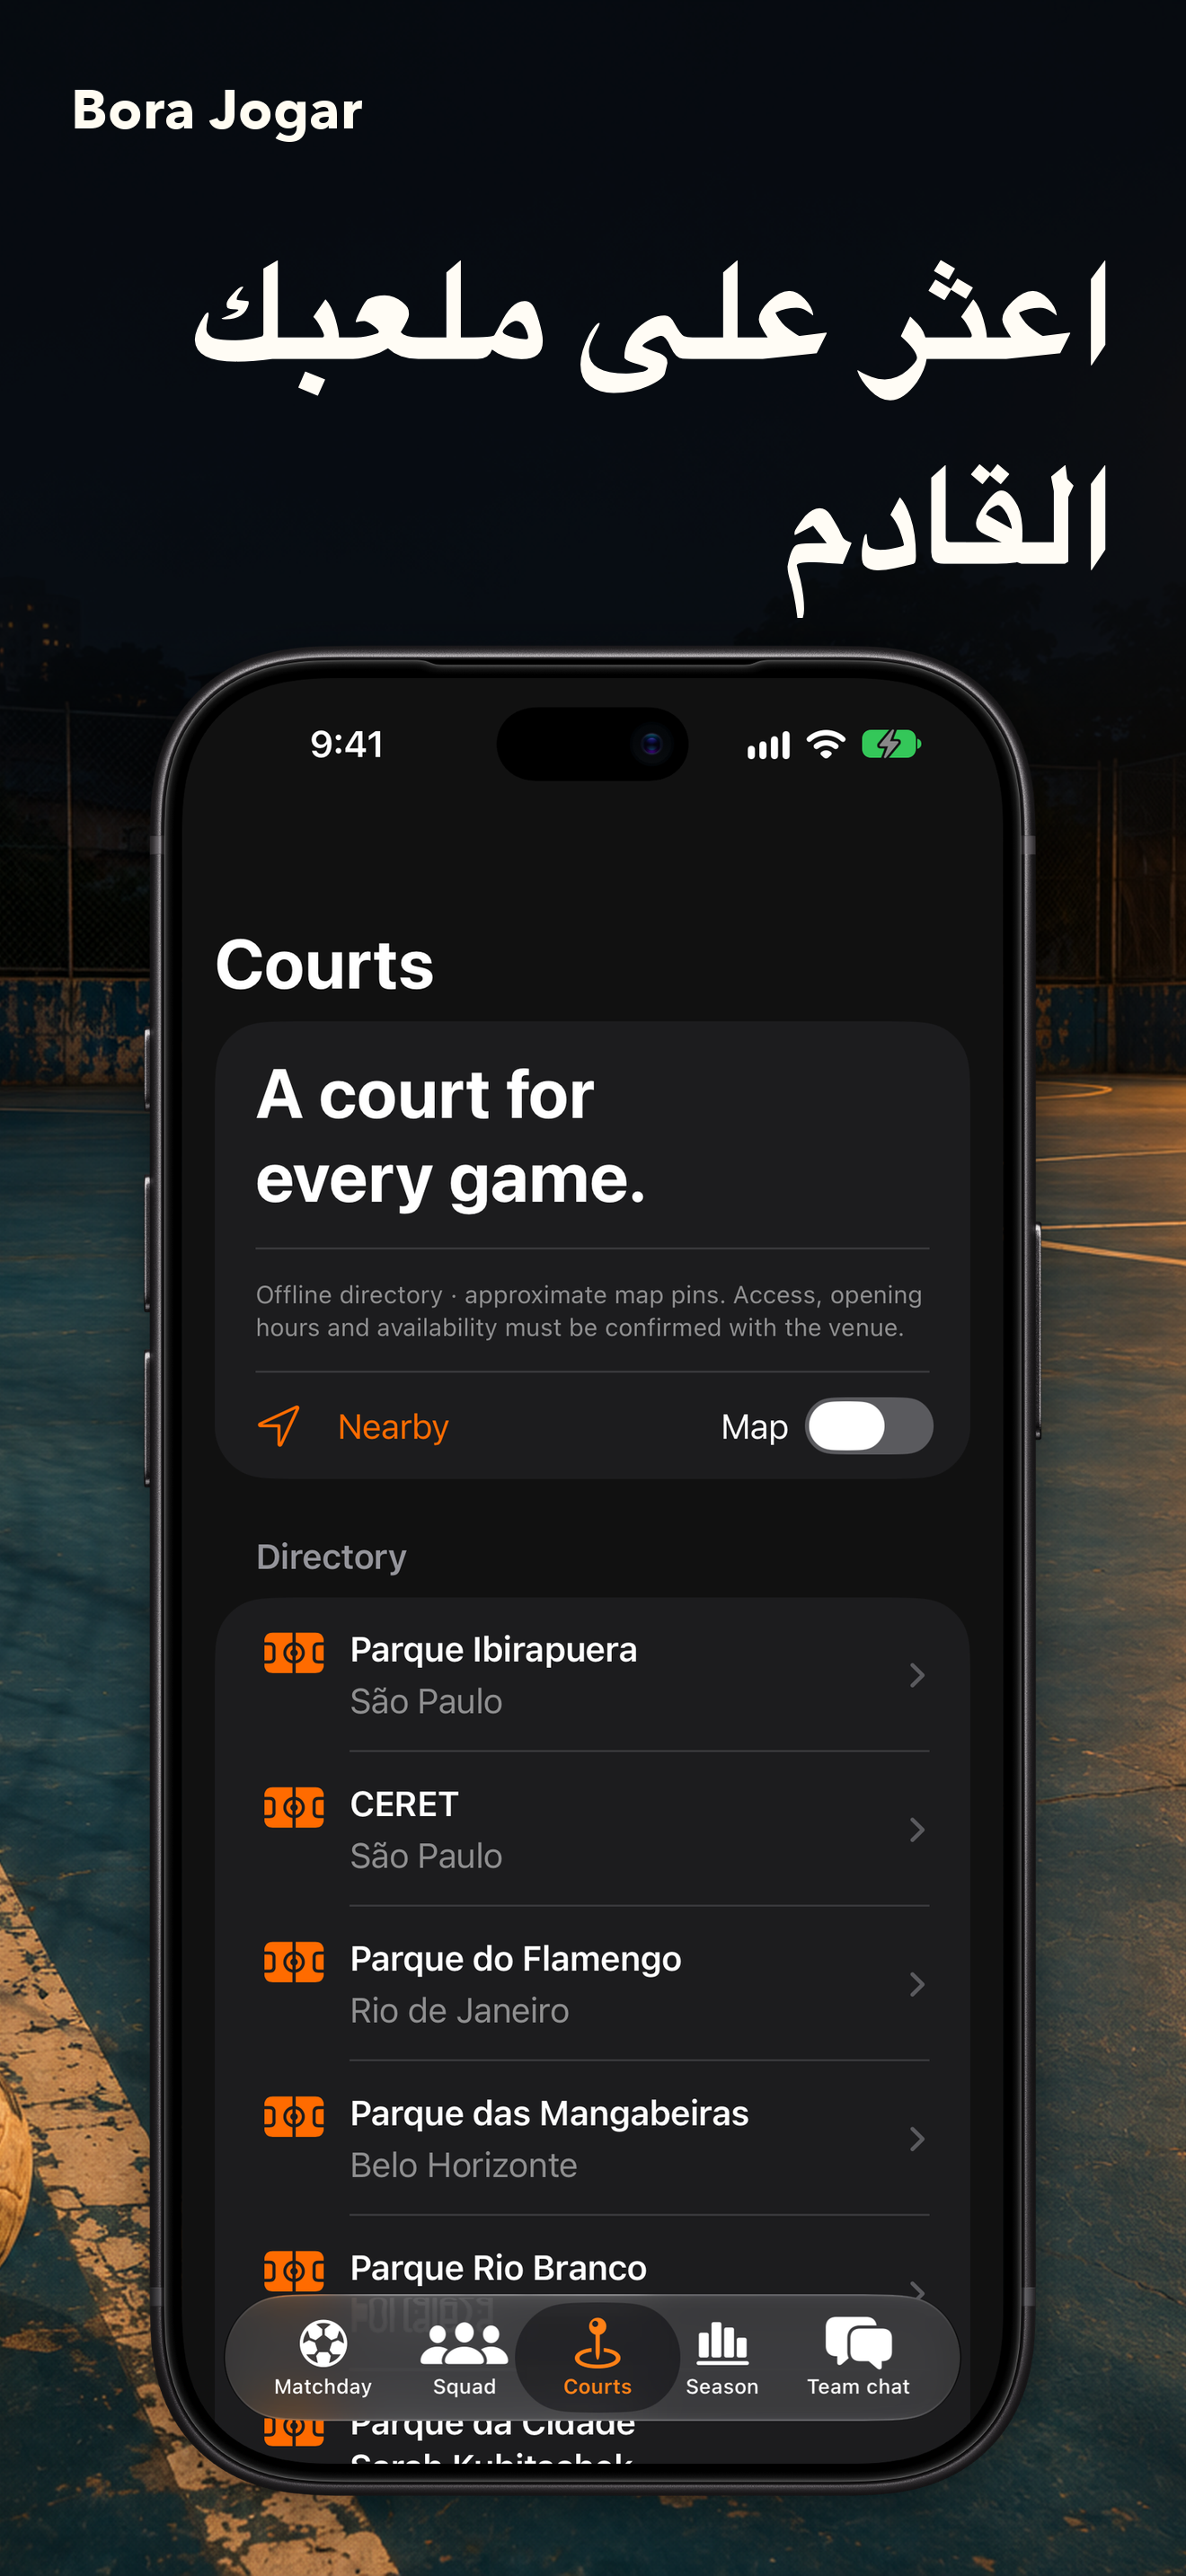 Bora Jogar
اعثر على ملعبك
القادم
9:41
Courts
A court for
every game.
Offline directory · approximate map pins. Access, opening
hours and availability must be confirmed with the venue.
Nearby
Map
Directory
Parque Ibirapuera
São Paulo
CERET
São Paulo
Parque do Flamengo
Rio de Janeiro
Parque das Mangabeiras
Belo Horizonte
Parque Rio Branco
Matchday
Squad
Courts
Season
Team chat
Parque da Cidade